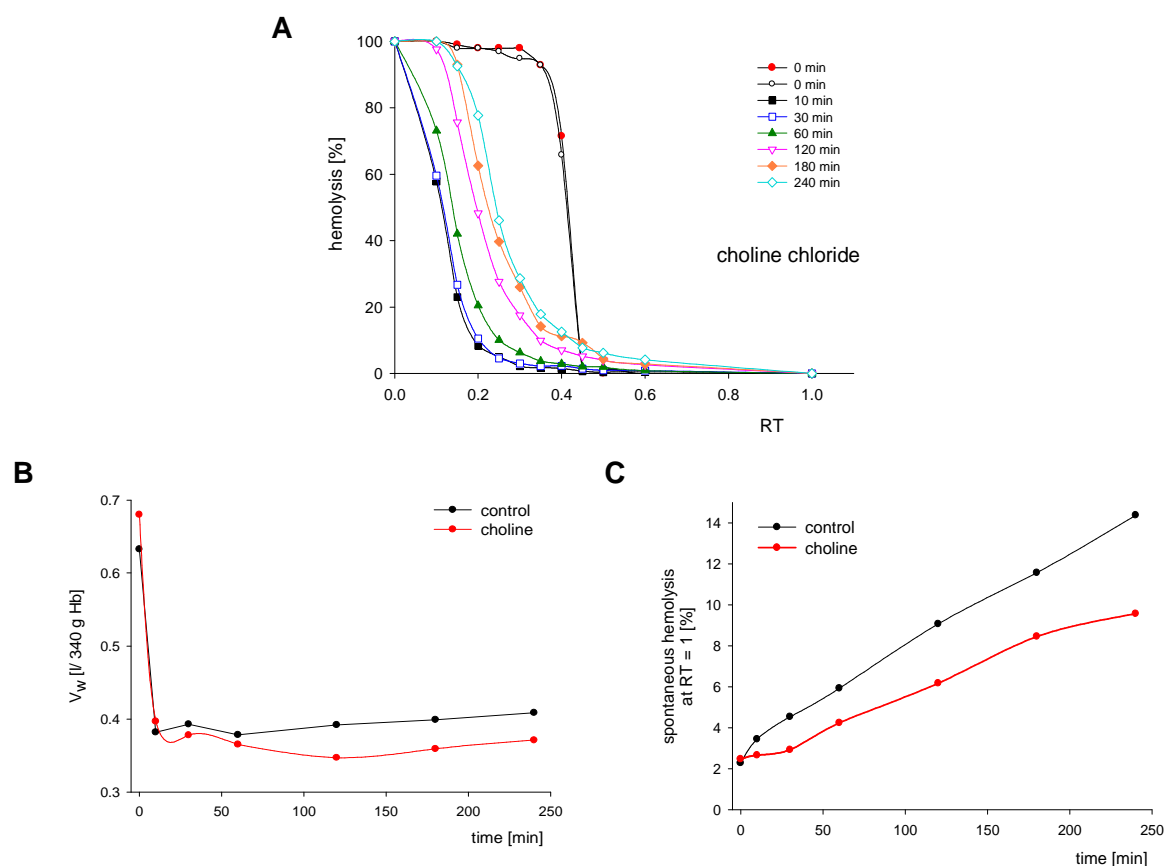 A
hemolysis [%]
100
80
60
40
20
0
0.0 0.2 0.4 0.6 0.8 1.0
RT
0 min
0 min
10 min
30 min
60 min
120 min
180 min
240 min
choline chloride
B
V_W [l/ 340 g Hb]
0.7
0.6
0.5
0.4
0.3
control
choline
0 50 100 150 200 250
time [min]
C
spontaneous hemolysis
at RT = 1 [%]
14
12
10
8
6
4
2
0
control
choline
0 50 100 150 200 250
time [min]